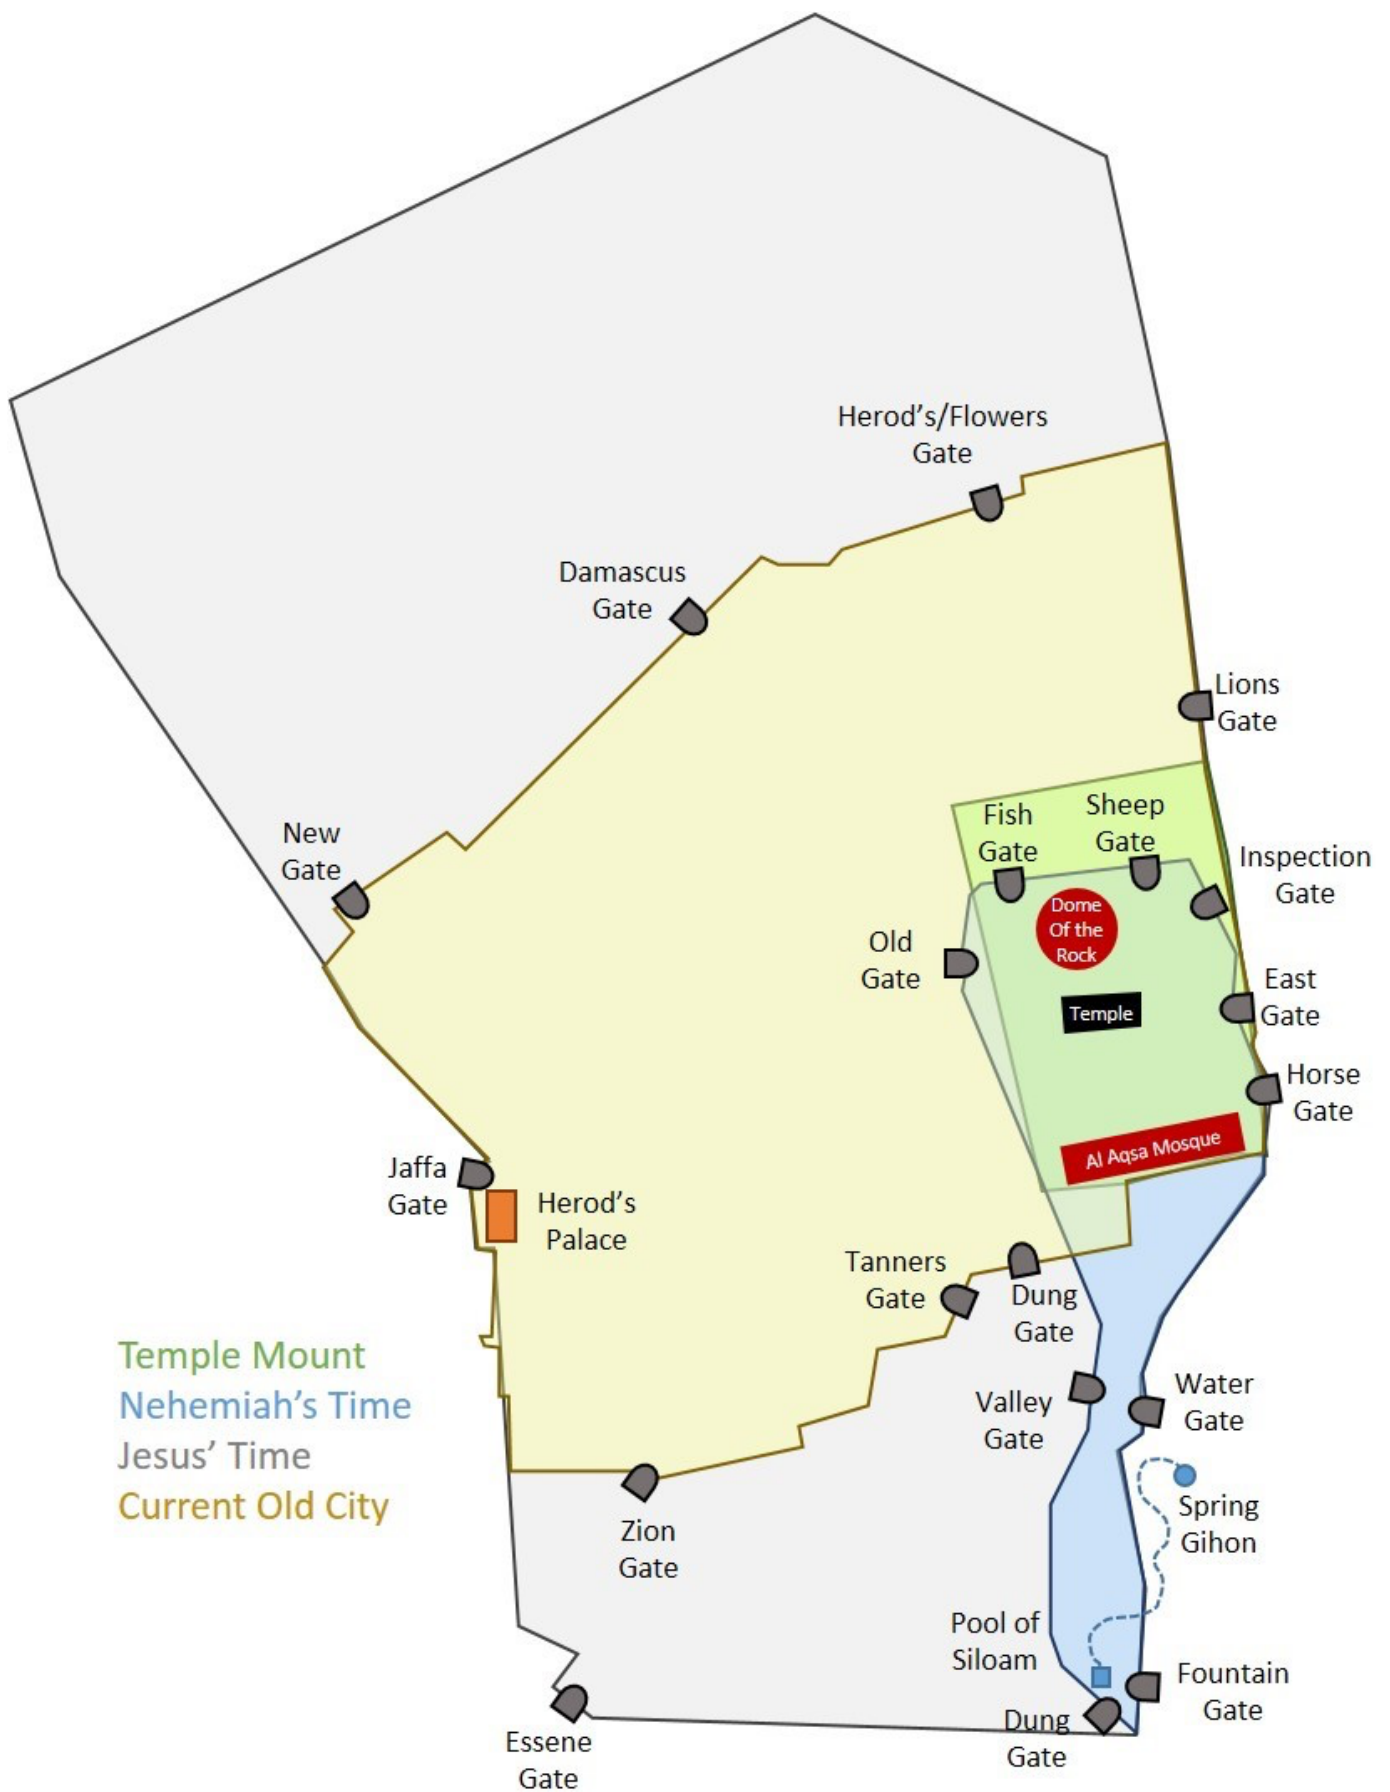 Herod's/Flowers
Gate
Damascus
Gate
Lions
Gate
New
Gate
Fish
Gate
Sheep
Gate
Inspection
Gate
Dome
Of the
Rock
Old
Gate
East
Gate
Temple
Horse
Gate
Al Aqsa Mosque
Jaffa
Gate
Herod's
Palace
Tanners
Gate
Dung
Gate
Temple Mount
Nehemiah's Time
Jesus' Time
Current Old City
Valley
Gate
Water
Gate
Spring
Gihon
Zion
Gate
Pool of
Siloam
Fountain
Gate
Dung
Gate
Essene
Gate